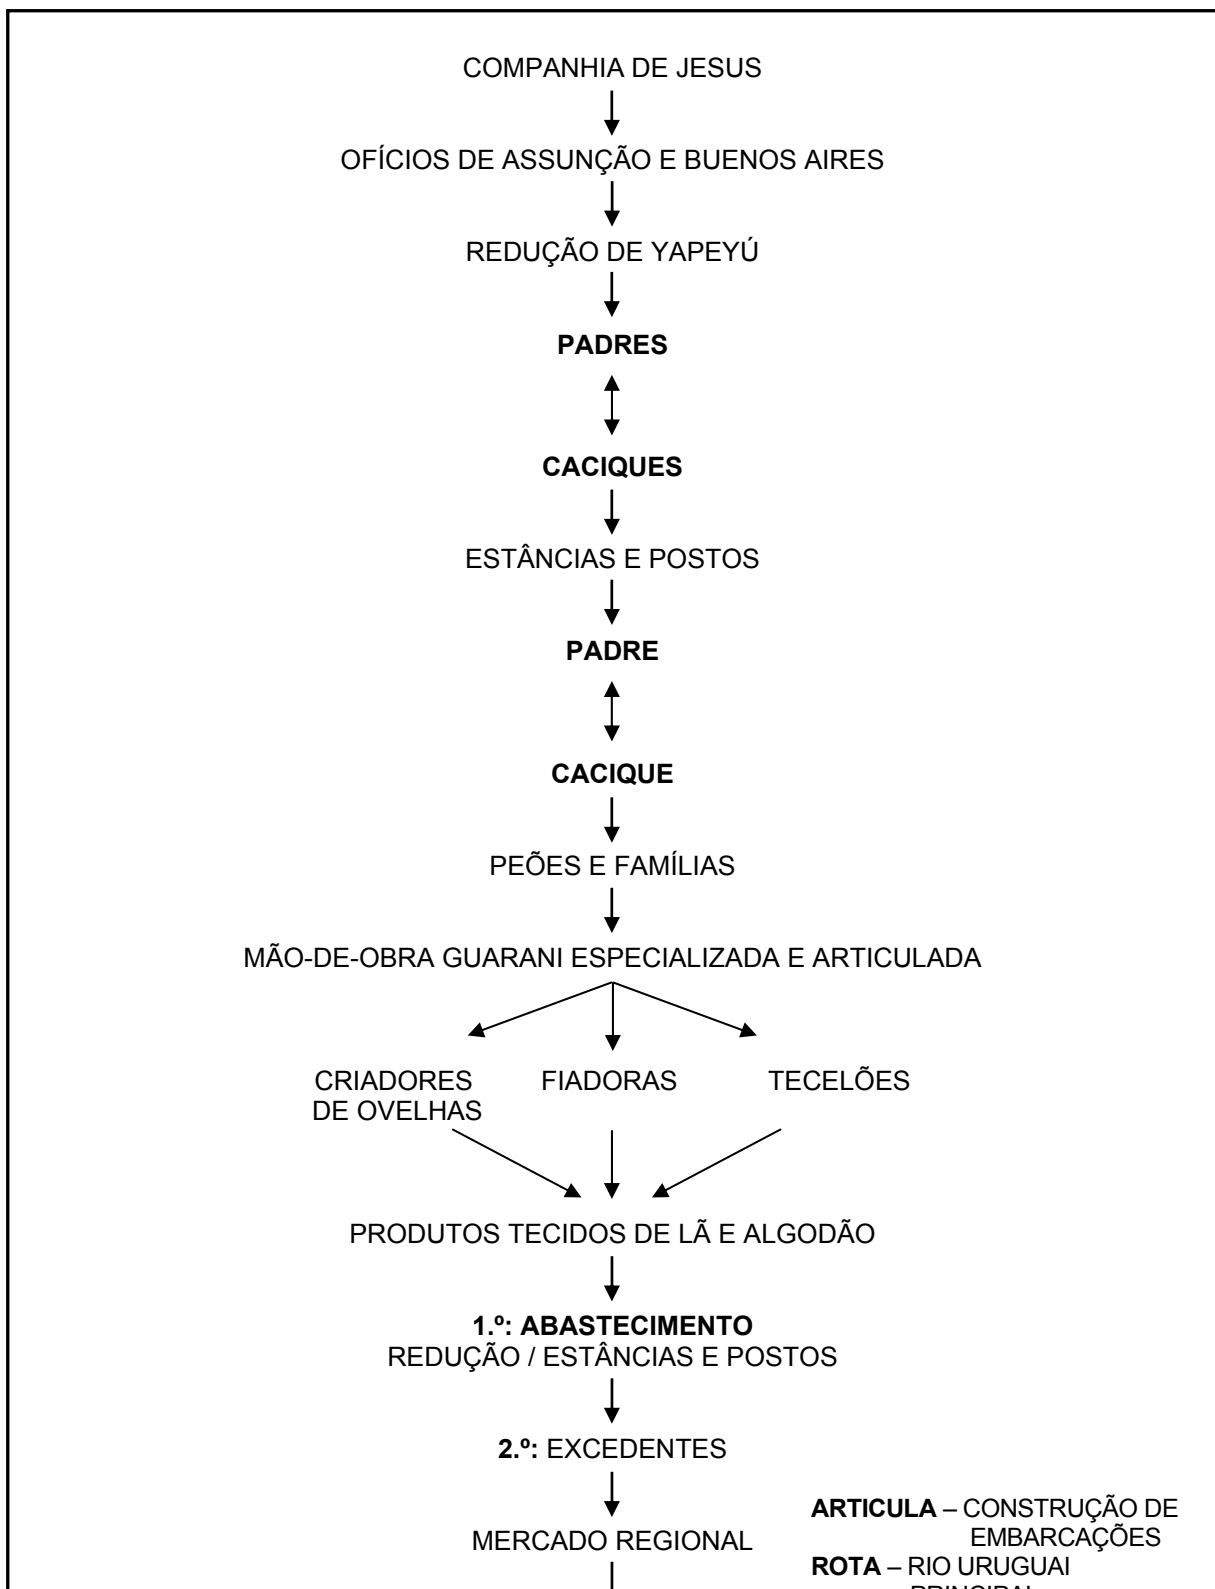 COMPANHIA DE JESUS
OFÍCIOS DE ASSUNÇÃO E BUENOS AIRES
REDUÇÃO DE YAPEYÚ
PADRES
CACIQUES
ESTÂNCIAS E POSTOS
PADRE
CACIQUE
PEÕES E FAMÍLIAS
MÃO-DE-OBRA GUARANI ESPECIALIZADA E ARTICULADA
CRIADORES
DE OVELHAS
FIADORAS
TECELÕES
PRODUTOS TECIDOS DE LÃ E ALGODÃO
1.º: ABASTECIMENTO
REDUÇÃO / ESTÂNCIAS E POSTOS
2.º: EXCEDENTES
MERCADO REGIONAL
ARTICULA – CONSTRUÇÃO DE
EMBARCAÇÕES
ROTA – RIO URUGUAI
PRINCIPAL